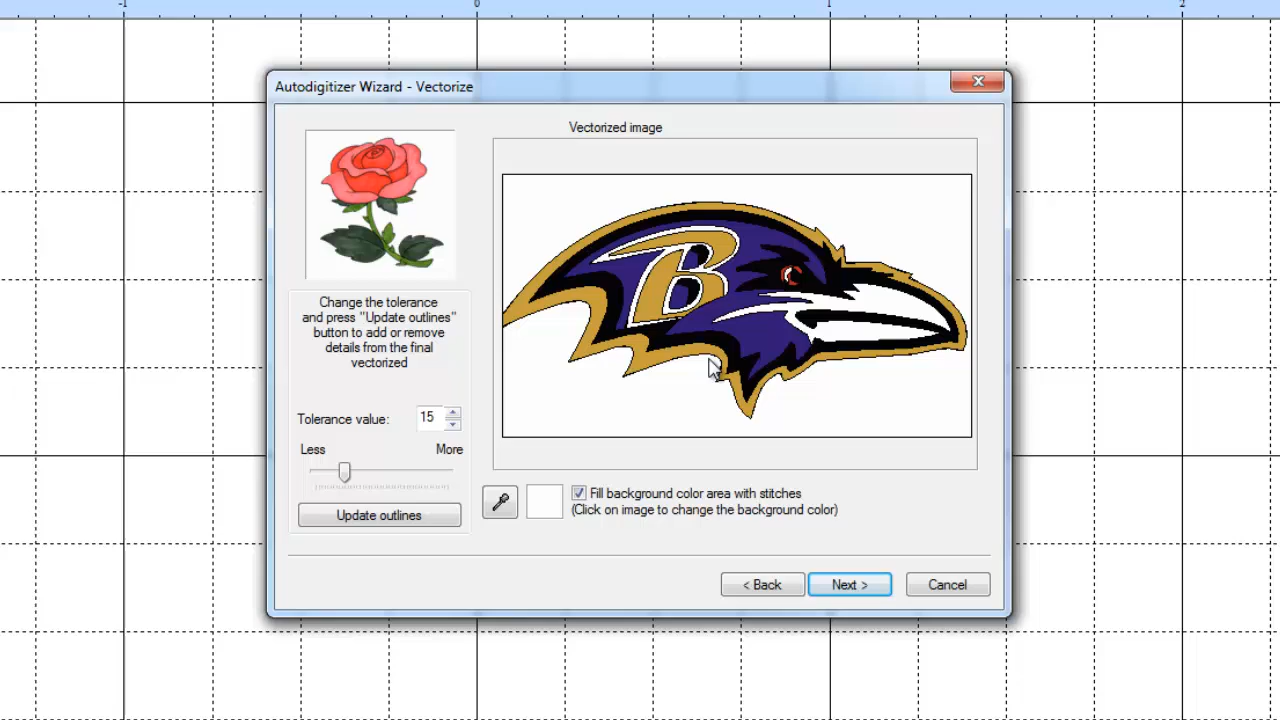 -1 0 1 2
Autodigitizer Wizard - Vectorize
Vectorized image
B
Change the tolerance
and press "Update outlines"
button to add or remove
details from the final
vectorized
Tolerance value: 15
Less More
Update outlines
Fill background color area with stitches
(Click on image to change the background color)
< Back Next > Cancel